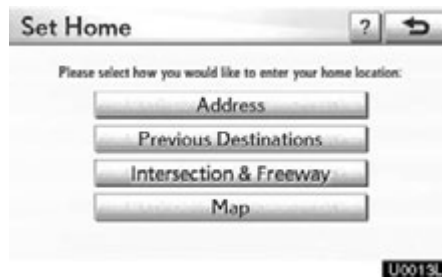 Set Home ?
Please select how you would like to enter your home location:
Address
Previous Destinations
Intersection & Freeway
Map
U0013L